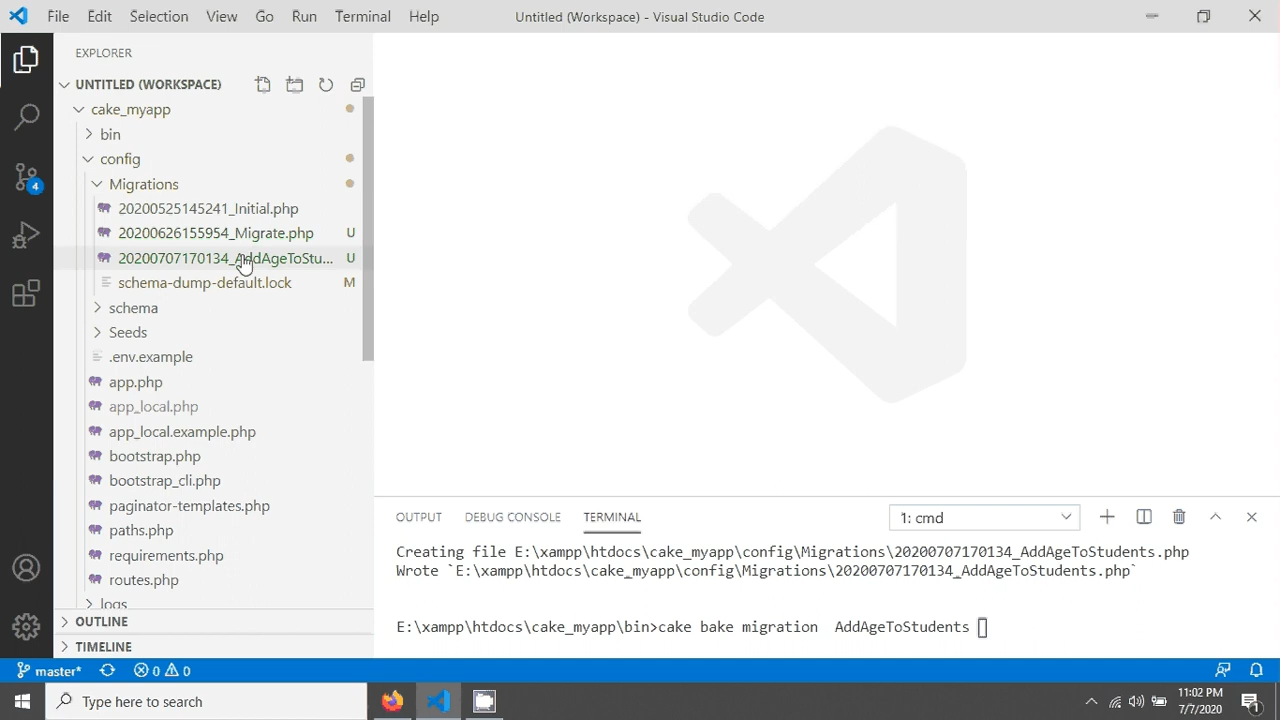 File Edit Selection View Go Run Terminal Help
Untitled (Workspace) - Visual Studio Code
EXPLORER
UNTITLED (WORKSPACE)
cake_myapp
bin
config
Migrations
20200525145241_Initial.php
20200626155954_Migrate.php U
20200707170134_AddAgeToStu... U
schema-dump-default.lock M
schema
Seeds
.env.example
app.php
app_local.php
app_local.example.php
bootstrap.php
bootstrap_cli.php
paginator-templates.php
paths.php
requirements.php
routes.php
logs
OUTLINE
TIMELINE
4
OUTPUT DEBUG CONSOLE TERMINAL
1: cmd
Creating file E:\xampp\htdocs\cake_myapp\config\Migrations\20200707170134_AddAgeToStudents.php
Wrote `E:\xampp\htdocs\cake_myapp\config\Migrations\20200707170134_AddAgeToStudents.php`
E:\xampp\htdocs\cake_myapp\bin>cake bake migration  AddAgeToStudents
master* 0 0
Type here to search
11:02 PM
7/7/2020
1